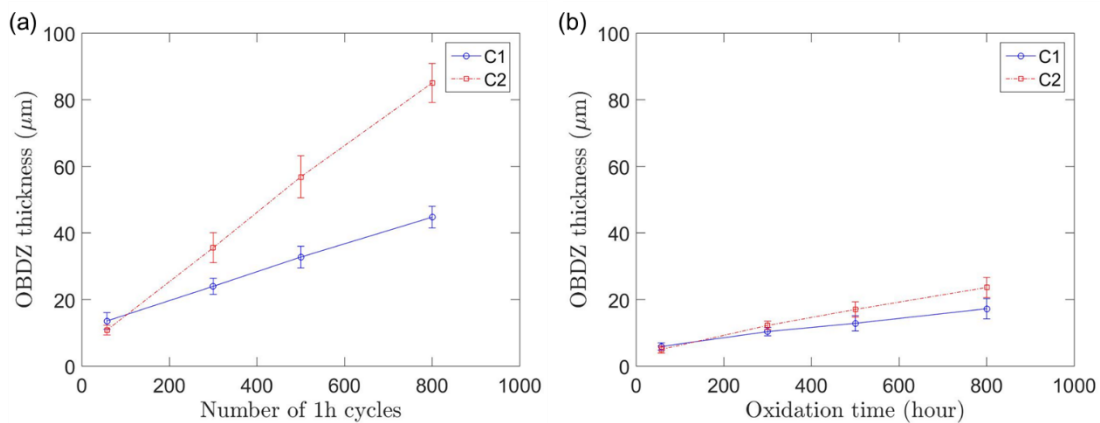 (a)
OBDZ thickness (μm)
100
80
60
40
20
0
0 200 400 600 800 1000
Number of 1h cycles
C1
C2
(b)
OBDZ thickness (μm)
100
80
60
40
20
0
0 200 400 600 800 1000
Oxidation time (hour)
C1
C2